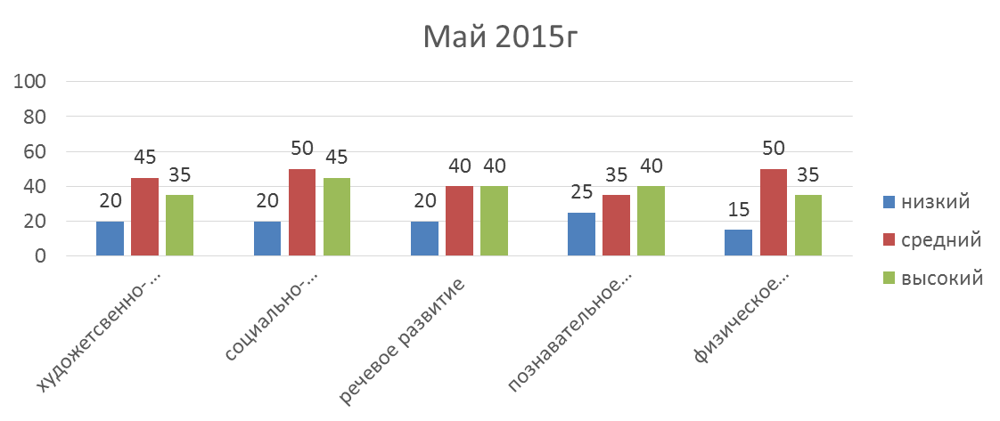 Май 2015г
100
80
60
40
20
0
20 45 35
20 50 45
20 40 40
25 35 40
15 50 35
художетсвенно-...
социально-...
речевое развитие
познавательное...
физическое...
низкий
средний
высокий